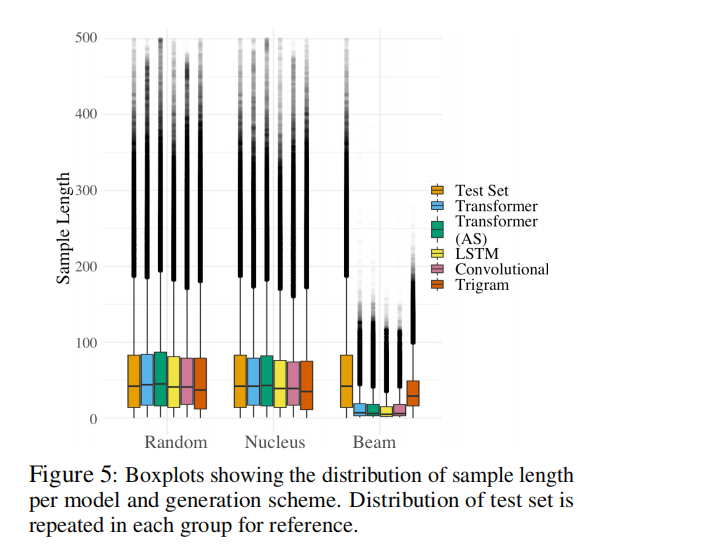 500
400
300
200
100
0
Sample Length
Random Nucleus Beam
Test Set
Transformer
Transformer
(AS)
LSTM
Convolutional
Trigram
Figure 5: Boxplots showing the distribution of sample length
per model and generation scheme. Distribution of test set is
repeated in each group for reference.